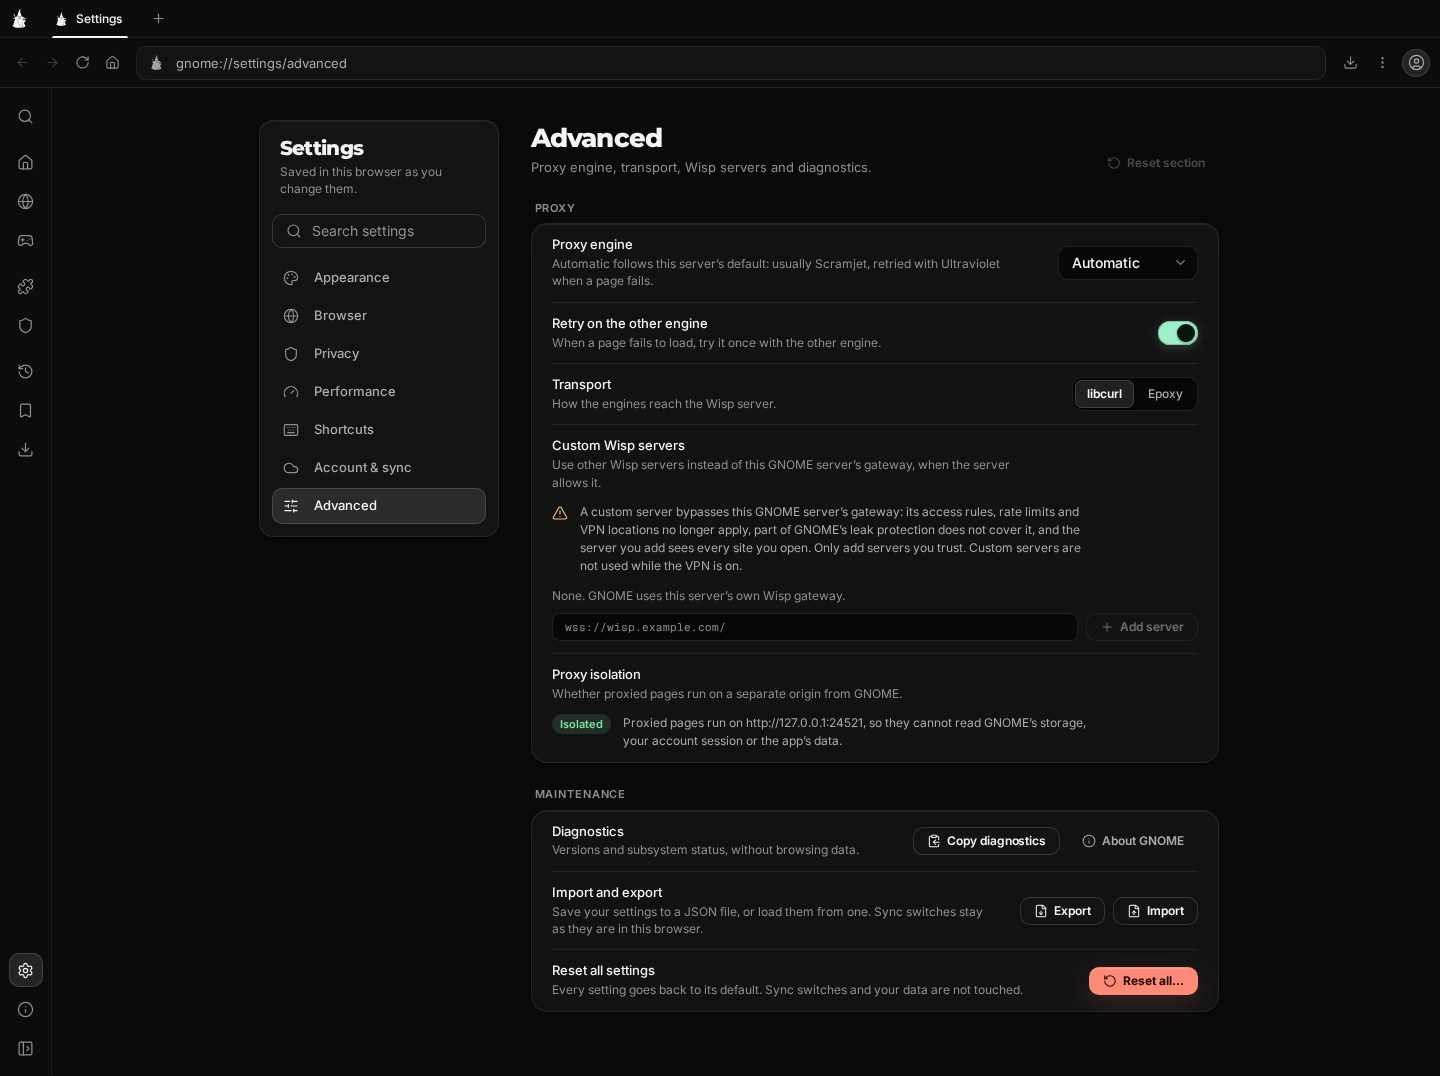 Settings
gnome://settings/advanced
Settings
Saved in this browser as you
change them.
Search settings
Appearance
Browser
Privacy
Performance
Shortcuts
Account & sync
Advanced
Advanced
Proxy engine, transport, Wisp servers and diagnostics.
Reset section
PROXY
Proxy engine
Automatic follows this server’s default: usually Scramjet, retried with Ultraviolet
when a page fails.
Automatic
Retry on the other engine
When a page fails to load, try it once with the other engine.
Transport
How the engines reach the Wisp server.
libcurl
Epoxy
Custom Wisp servers
Use other Wisp servers instead of this GNOME server’s gateway, when the server
allows it.
A custom server bypasses this GNOME server’s gateway: its access rules, rate limits and
VPN locations no longer apply, part of GNOME’s leak protection does not cover it, and the
server you add sees every site you open. Only add servers you trust. Custom servers are
not used while the VPN is on.
None. GNOME uses this server’s own Wisp gateway.
wss://wisp.example.com/
Add server
Proxy isolation
Whether proxied pages run on a separate origin from GNOME.
Isolated
Proxied pages run on http://127.0.0.1:24521, so they cannot read GNOME’s storage,
your account session or the app’s data.
MAINTENANCE
Diagnostics
Versions and subsystem status, without browsing data.
Copy diagnostics
About GNOME
Import and export
Save your settings to a JSON file, or load them from one. Sync switches stay
as they are in this browser.
Export
Import
Reset all settings
Every setting goes back to its default. Sync switches and your data are not touched.
Reset all…